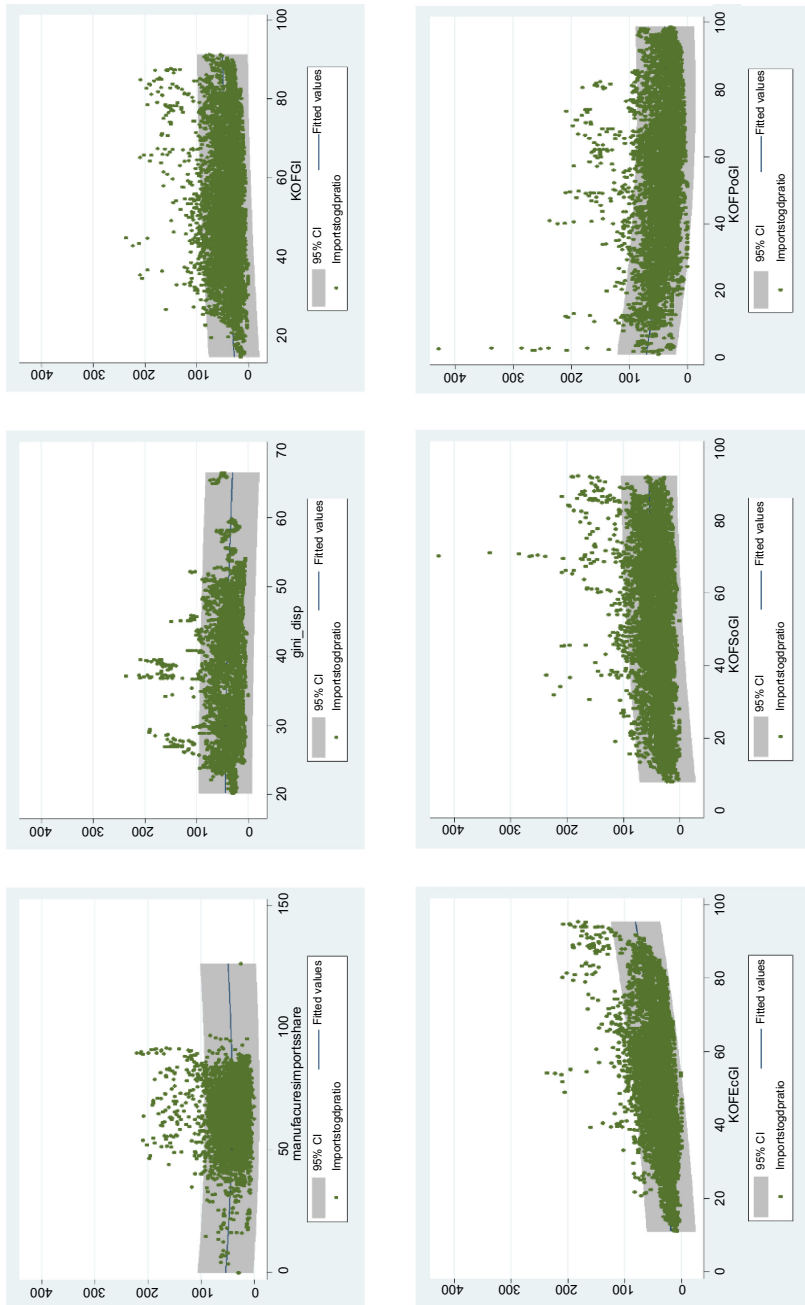 400
300
200
100
0
0 50 100 150
manufacuresimportsshare
95% CI Fitted values
Importstogdpratio
400
300
200
100
0
20 30 40 50 60 70
gini_disp
95% CI Fitted values
Importstogdpratio
400
300
200
100
0
20 40 60 80 100
KOFGI
95% CI Fitted values
Importstogdpratio
400
300
200
100
0
0 20 40 60 80 100
KOFEcGI
95% CI Fitted values
Importstogdpratio
400
300
200
100
0
0 20 40 60 80 100
KOFSoGI
95% CI Fitted values
Importstogdpratio
400
300
200
100
0
0 20 40 60 80 100
KOFPoGI
95% CI Fitted values
Importstogdpratio